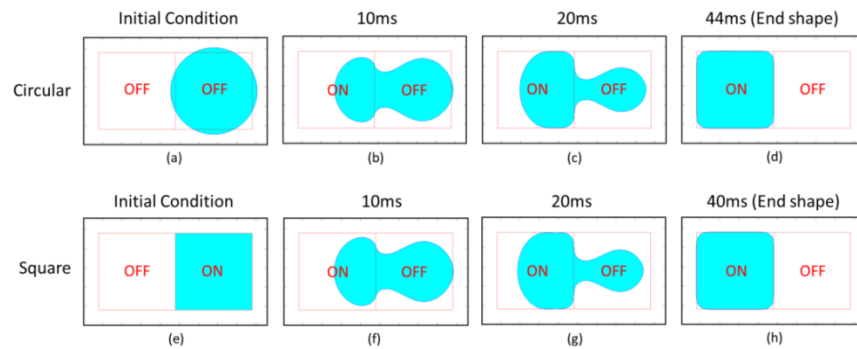 Initial Condition 10ms 20ms 44ms (End shape)
Circular OFF OFF ON OFF ON OFF ON OFF
(a) (b) (c) (d)
Initial Condition 10ms 20ms 40ms (End shape)
Square OFF ON ON OFF ON OFF ON OFF
(e) (f) (g) (h)